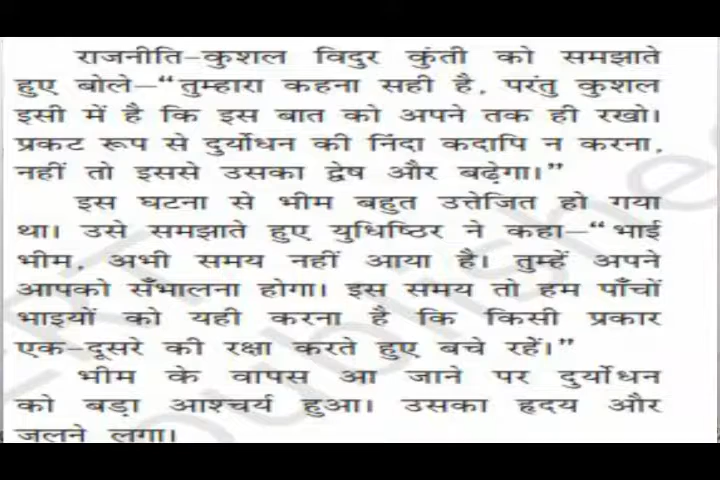 राजनीति-कुशल विदुर कुंती को समझाते
हुए बोले-“तुम्हारा कहना सही है, परंतु कुशल
इसी में है कि इस बात को अपने तक ही रखो।
प्रकट रूप से दुर्योधन की निंदा कदापि न करना,
नहीं तो इससे उसका द्वेष और बढ़ेगा।”
इस घटना से भीम बहुत उत्तेजित हो गया
था। उसे समझाते हुए युधिष्ठिर ने कहा-“भाई
भीम, अभी समय नहीं आया है। तुम्हें अपने
आपको सँभालना होगा। इस समय तो हम पाँचों
भाइयों को यही करना है कि किसी प्रकार
एक-दूसरे की रक्षा करते हुए बचे रहें।”
भीम के वापस आ जाने पर दुर्योधन
को बड़ा आश्चर्य हुआ। उसका हृदय और
जलने लगा।